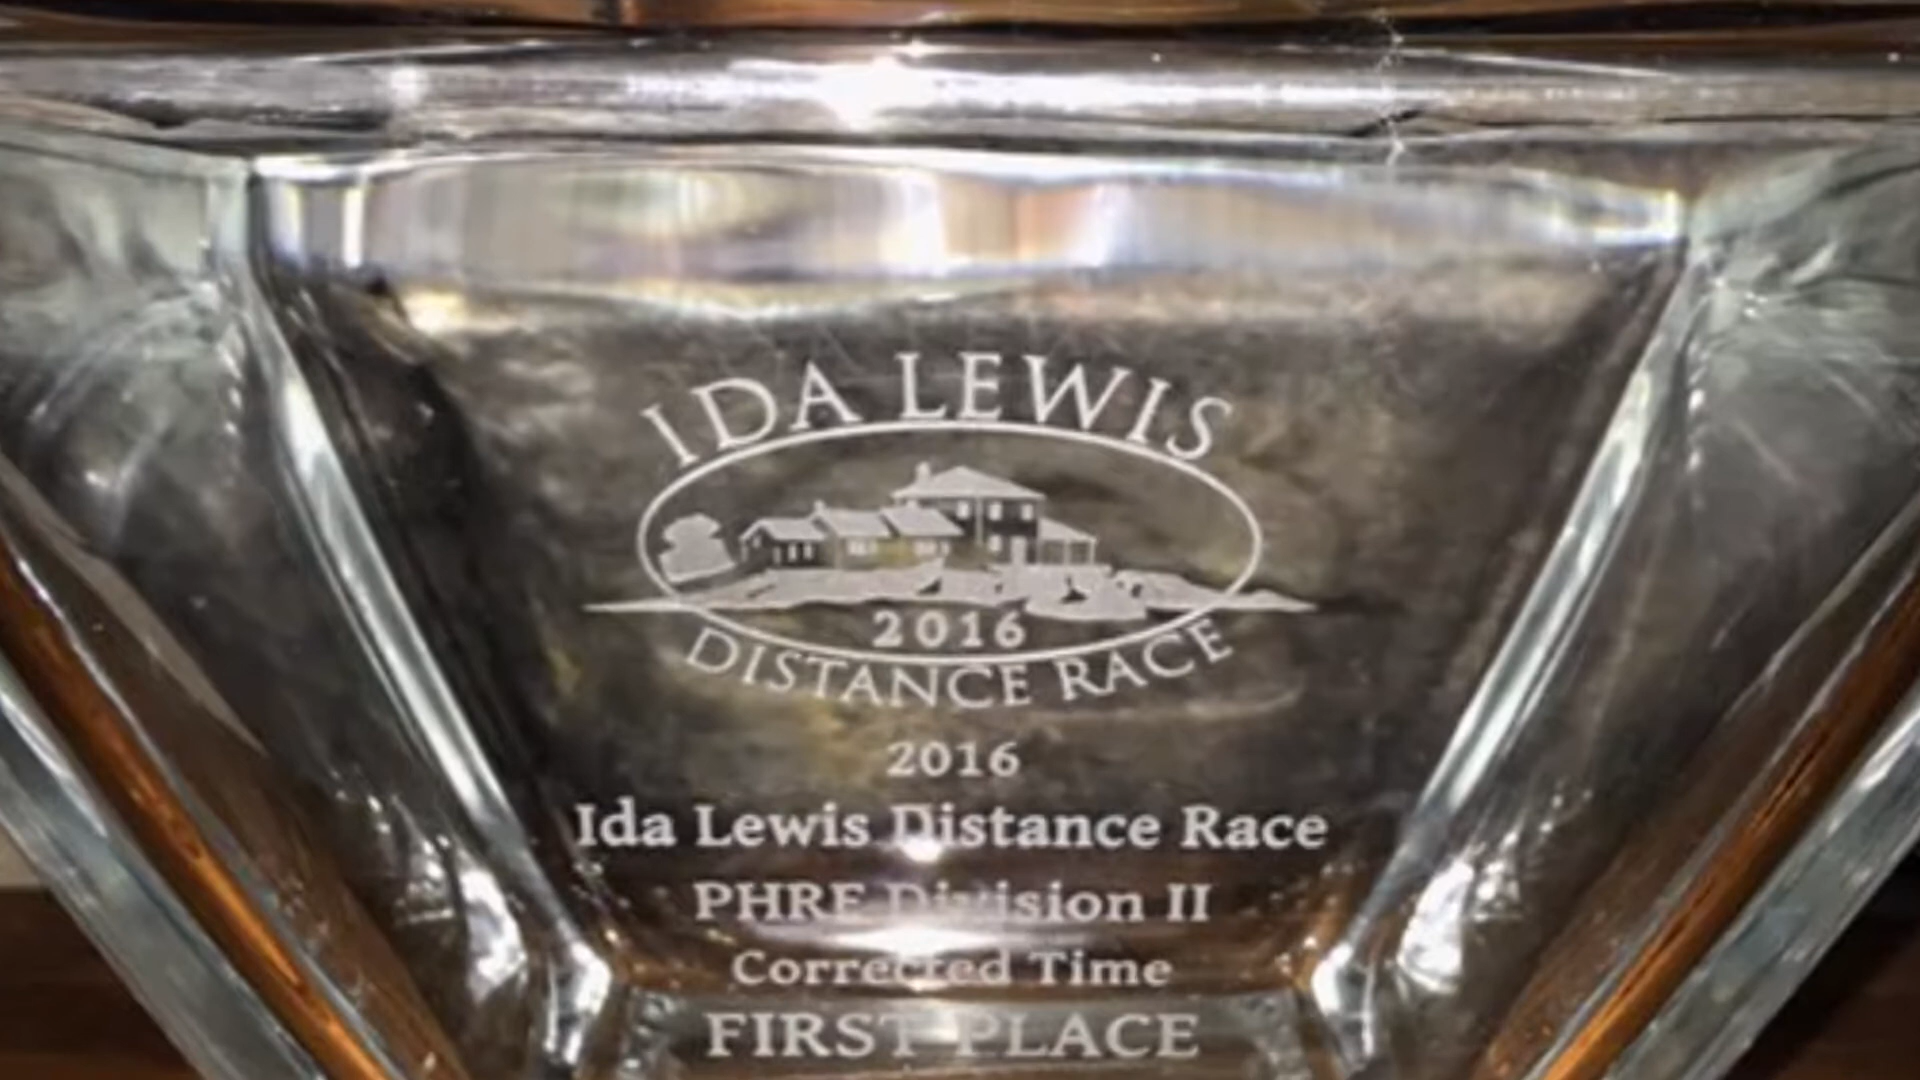 IDA LEWIS
2016
DISTANCE RACE
2016
Ida Lewis Distance Race
PHRF Division II
Corrected Time
FIRST PLACE